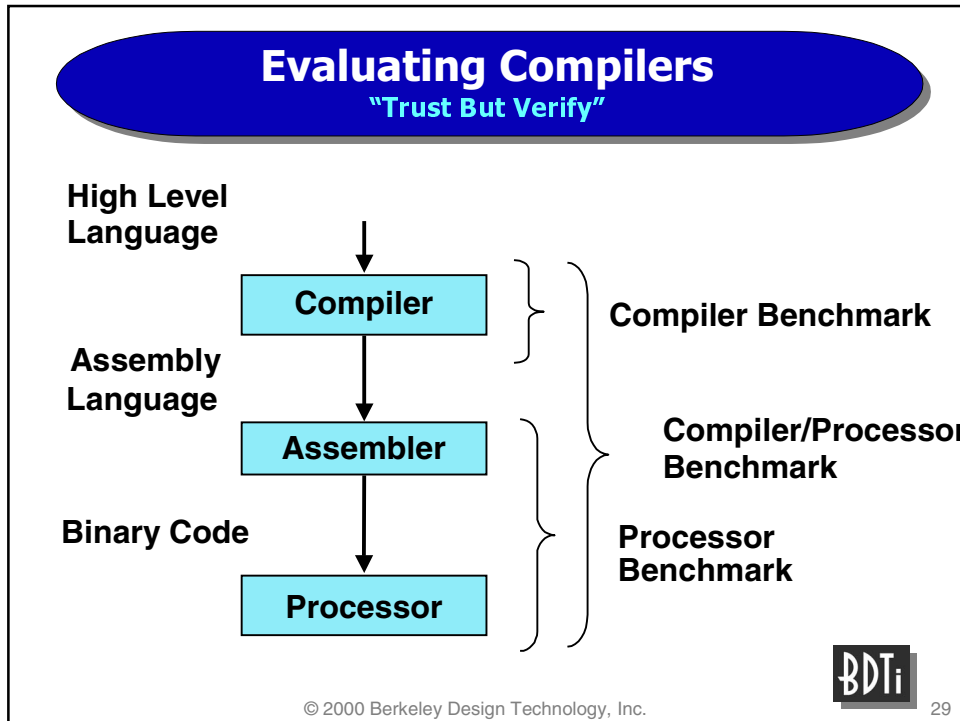 Evaluating Compilers
“Trust But Verify”
High Level
Language
Compiler
Compiler Benchmark
Assembly
Language
Assembler
Compiler/Processor
Benchmark
Binary Code
Processor
Benchmark
Processor
BDTi
© 2000 Berkeley Design Technology, Inc.
29